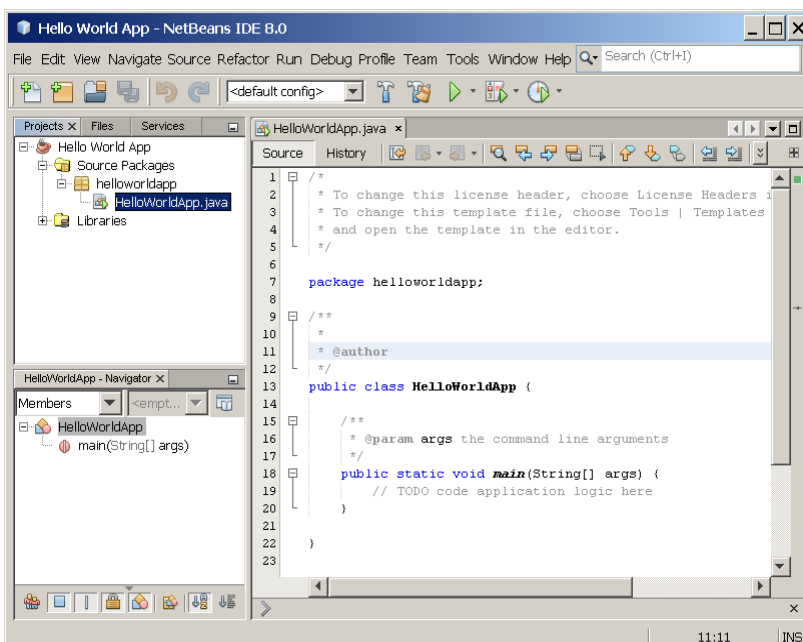 Hello World App - NetBeans IDE 8.0
File Edit View Navigate Source Refactor Run Debug Profile Team Tools Window Help Search (Ctrl+I)
<default config>
Projects Files Services
Hello World App
Source Packages
helloworldapp
HelloWorldApp.java
Libraries
HelloWorldApp - Navigator
Members <empt...
HelloWorldApp
main(String[] args)
HelloWorldApp.java
Source History
1 /*
2 * To change this license header, choose License Headers i
3 * To change this template file, choose Tools | Templates
4 * and open the template in the editor.
5 */
6
7 package helloworldapp;
8
9 /**
10 *
11 * @author
12 */
13 public class HelloWorldApp {
14
15 /**
16 * @param args the command line arguments
17 */
18 public static void main(String[] args) {
19 // TODO code application logic here
20 }
21
22 }
23
11:11 INS